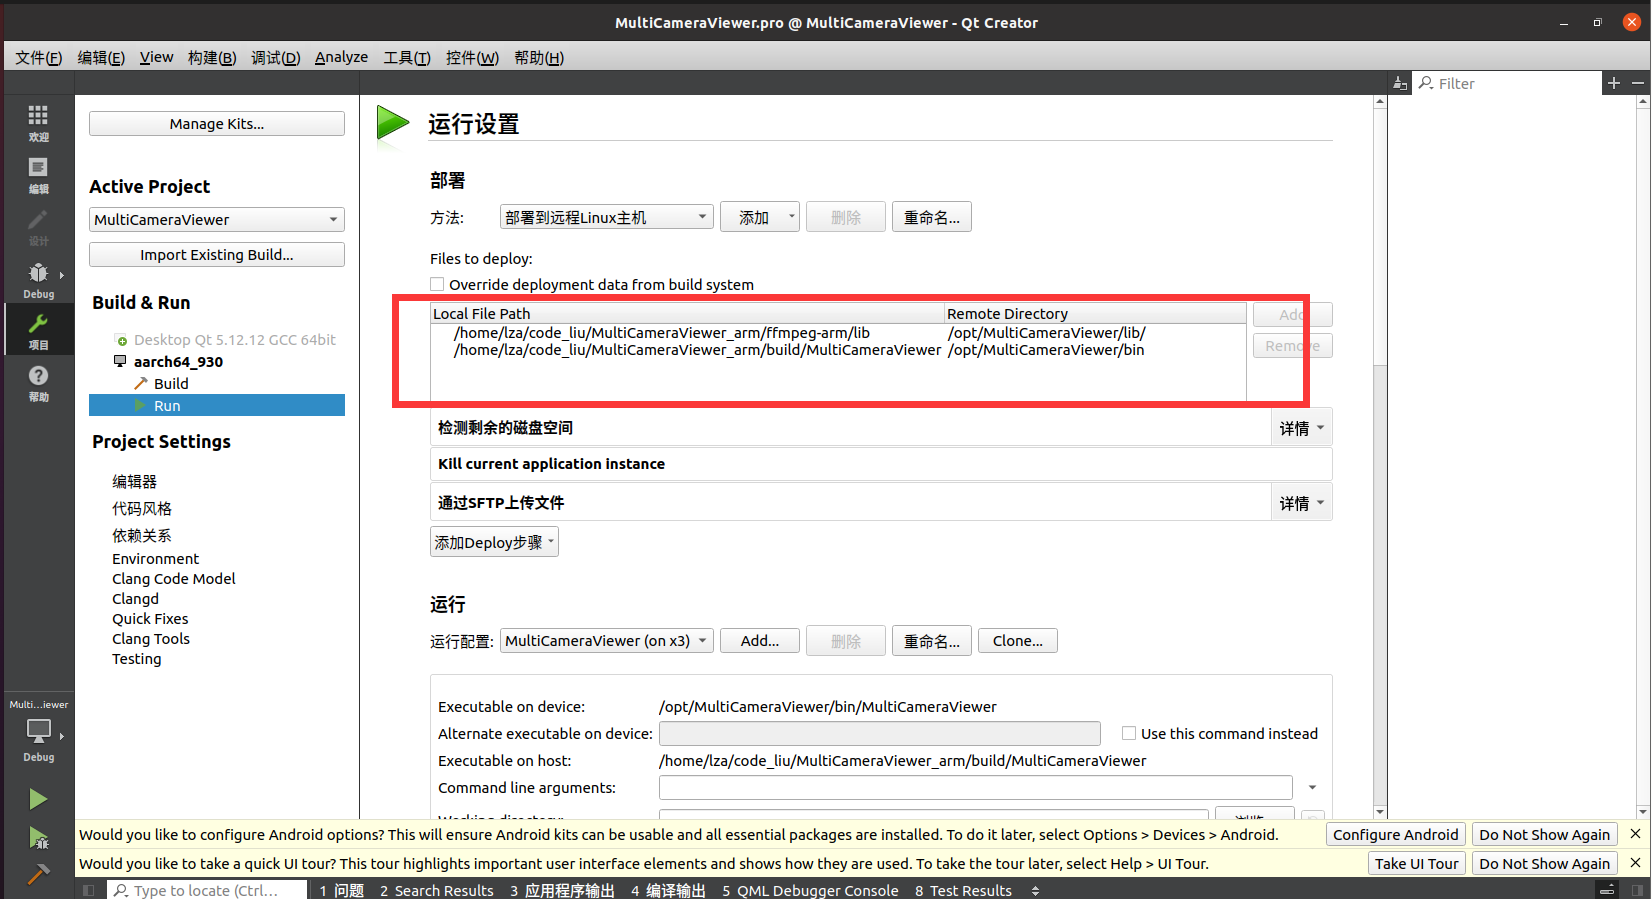 MultiCameraViewer.pro @ MultiCameraViewer - Qt Creator
文件(F) 编辑(E) View 构建(B) 调试(D) Analyze 工具(T) 控件(W) 帮助(H)
Filter
欢迎
编辑
设计
Debug
项目
帮助
Multi...iewer
Debug
Manage Kits...
Active Project
MultiCameraViewer
Import Existing Build...
Build & Run
Desktop Qt 5.12.12 GCC 64bit
aarch64_930
Build
Run
Project Settings
编辑器
代码风格
依赖关系
Environment
Clang Code Model
Clangd
Quick Fixes
Clang Tools
Testing
运行设置
部署
方法: 部署到远程Linux主机 添加 删除 重命名...
Files to deploy:
Override deployment data from build system
Local File Path Remote Directory Add
/home/lza/code_liu/MultiCameraViewer_arm/ffmpeg-arm/lib /opt/MultiCameraViewer/lib/
/home/lza/code_liu/MultiCameraViewer_arm/build/MultiCameraViewer /opt/MultiCameraViewer/bin Remove
检测剩余的磁盘空间 详情
Kill current application instance
通过SFTP上传文件 详情
添加Deploy步骤
运行
运行配置: MultiCameraViewer (on x3) Add... 删除 重命名... Clone...
Executable on device: /opt/MultiCameraViewer/bin/MultiCameraViewer
Alternate executable on device: Use this command instead
Executable on host: /home/lza/code_liu/MultiCameraViewer_arm/build/MultiCameraViewer
Command line arguments:
Would you like to configure Android options? This will ensure Android kits can be usable and all essential packages are installed. To do it later, select Options > Devices > Android. Configure Android Do Not Show Again
Would you like to take a quick UI tour? This tour highlights important user interface elements and shows how they are used. To take the tour later, select Help > UI Tour. Take UI Tour Do Not Show Again
Type to locate (Ctrl... 1 问题 2 Search Results 3 应用程序输出 4 编译输出 5 QML Debugger Console 8 Test Results